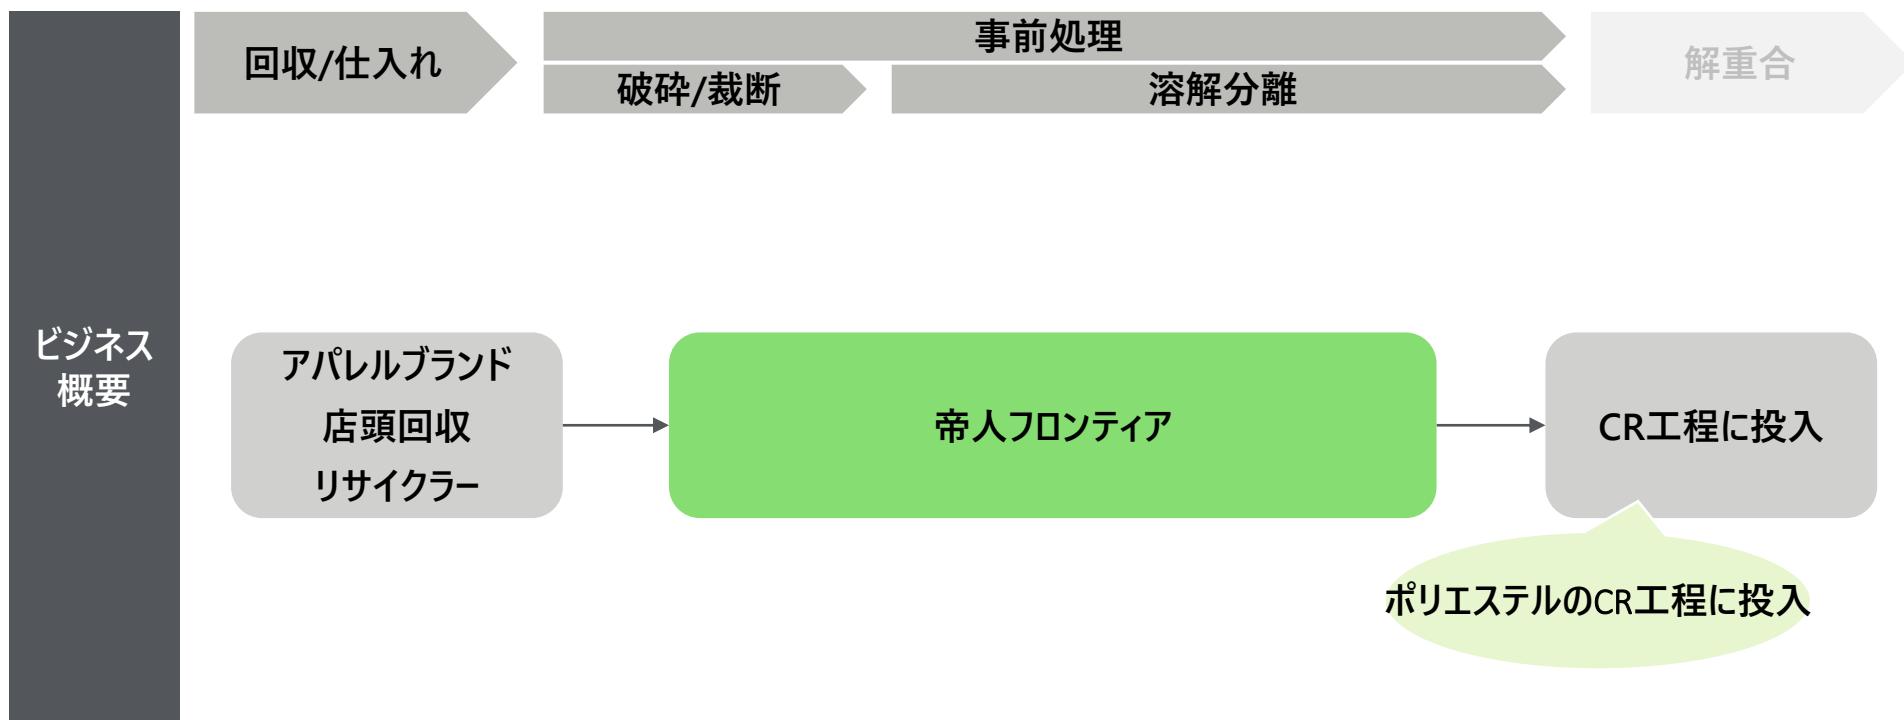 回収/仕入れ
事前処理
破砕/裁断
溶解分離
解重合
ビジネス
概要
アパレルブランド
店頭回収
リサイクラー
帝人フロンティア
CR工程に投入
ポリエステルのCR工程に投入